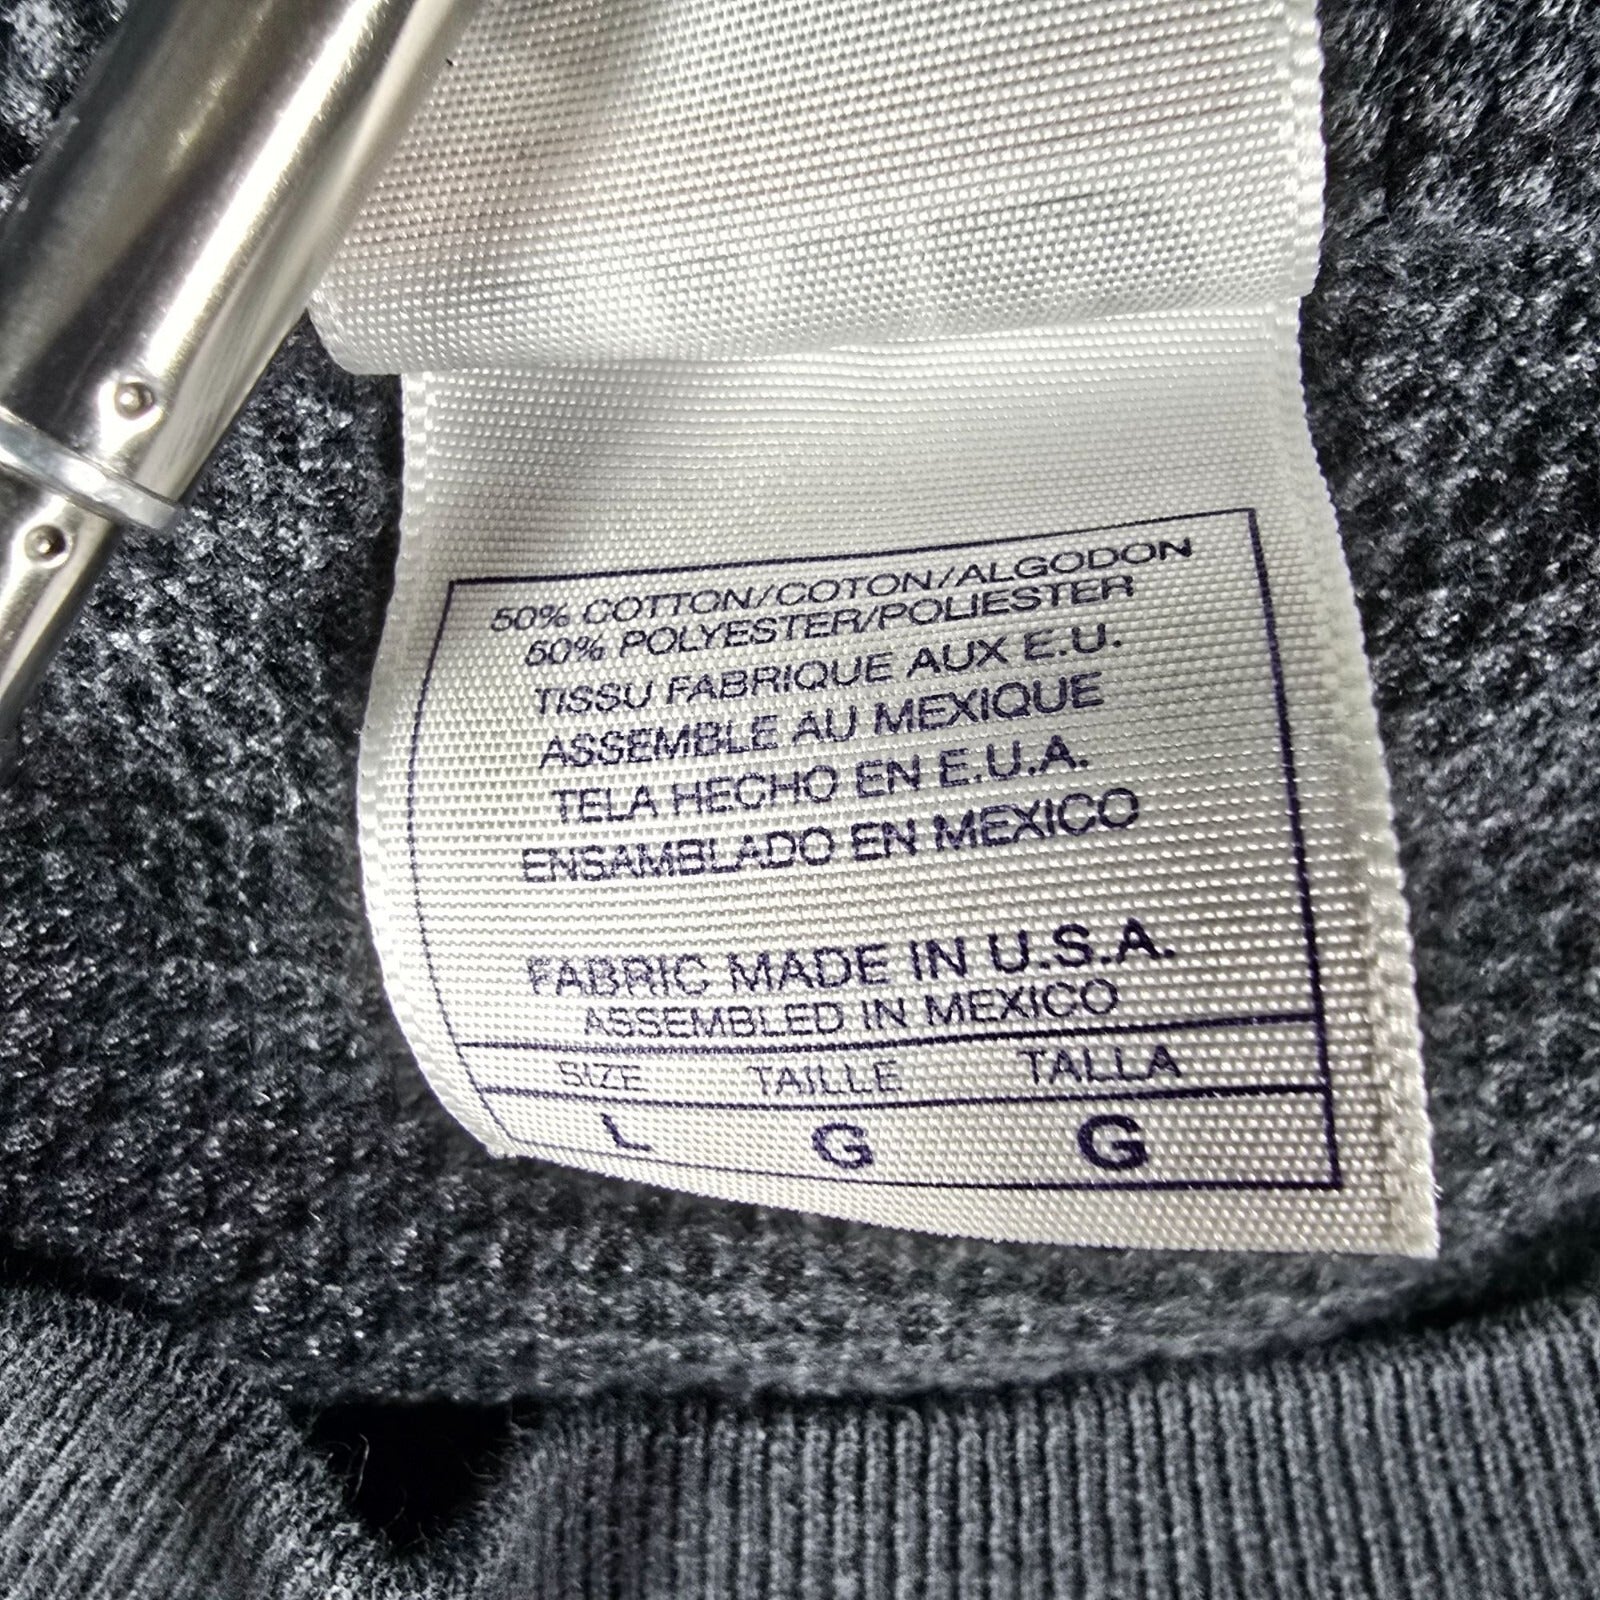 50% COTTON/COTON/ALGODON
50% POLYESTER/POLIESTER
TISSU FABRIQUE AUX E.U.
ASSEMBLE AU MEXIQUE
TELA HECHO EN E.U.A.
ENSAMBLADO EN MEXICO
FABRIC MADE IN U.S.A.
ASSEMBLED IN MEXICO
SIZE TAILLE TALLA
L G G